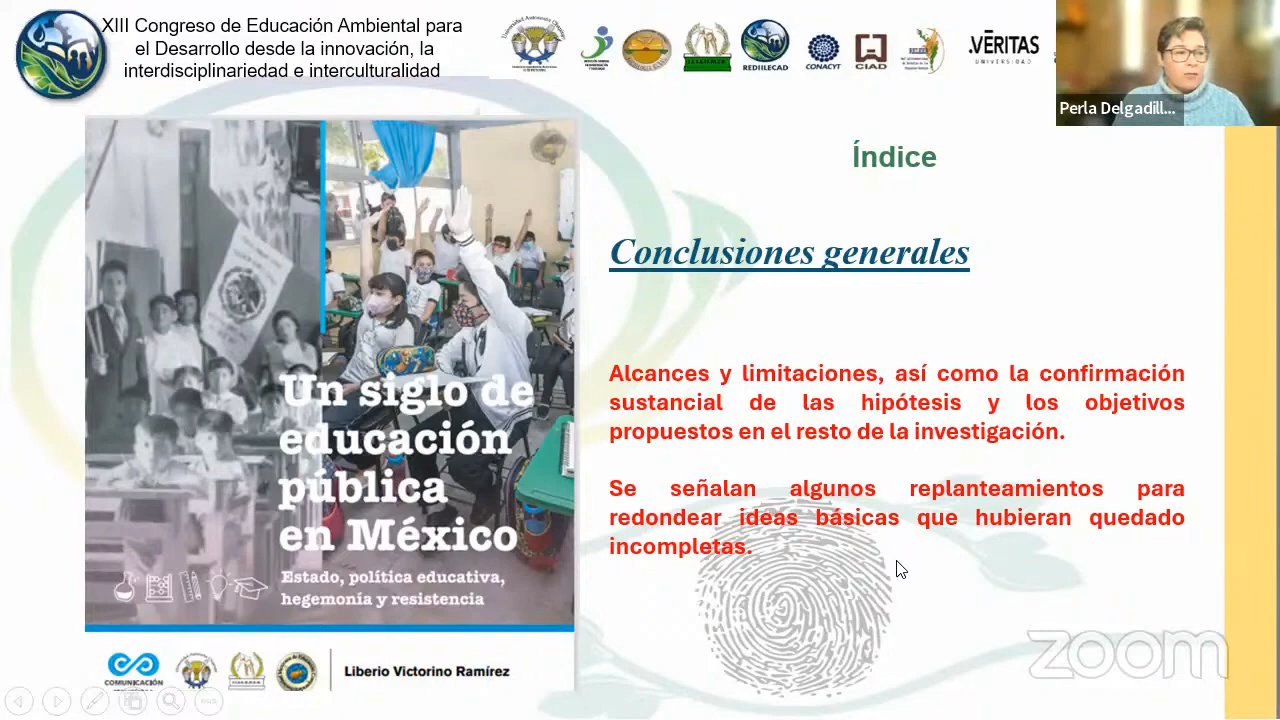 XIII Congreso de Educación Ambiental para
el Desarrollo desde la innovación, la
interdisciplinariedad e interculturalidad
REDIILECAD
CONACYT
CIAD
VĒRITAS
UNIVERSIDAD
Perla Delgadill...
Índice
Conclusiones generales
Alcances y limitaciones, así como la confirmación
sustancial de las hipótesis y los objetivos
propuestos en el resto de la investigación.
Se señalan algunos replanteamientos para
redondear ideas básicas que hubieran quedado
incompletas.
Un siglo de
educación
pública
en México
Estado, política educativa,
hegemonía y resistencia
COMUNICACIÓN
Liberio Victorino Ramírez
zoom